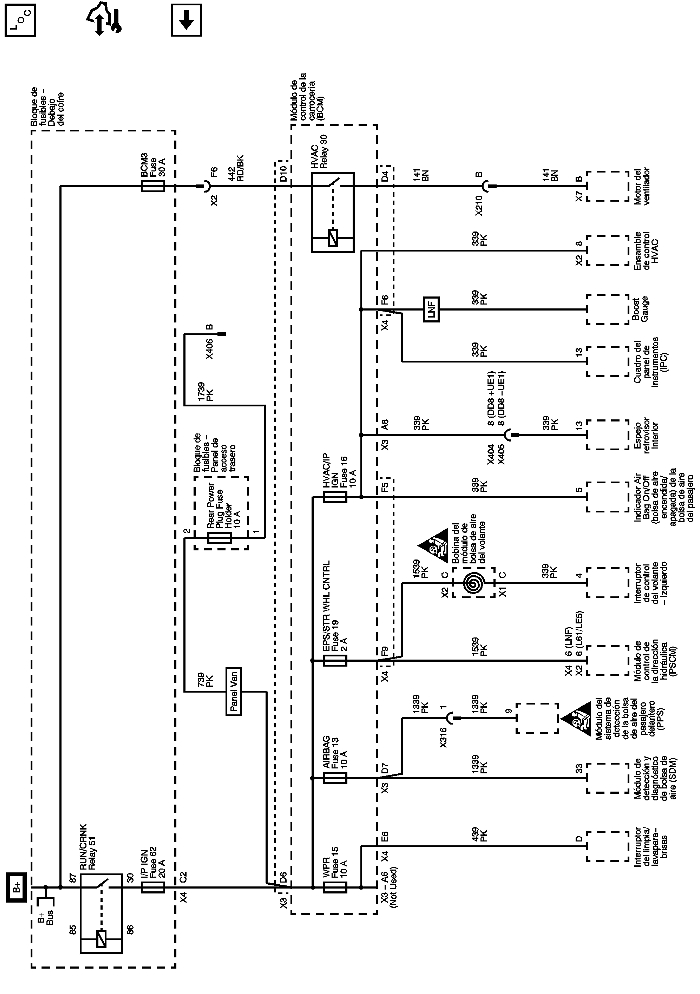 LOC
Bloque de
fusibles –
Debajo
del cofre
B+
B+
Bus
87
RUN/CRNK
Relay 51
85
86
30
I/P IGN
Fuse 62
20 A
C2
X4
BCM3
Fuse
30 A
F6
X2
442
RD/BK
D10
739
PK
Panel Van
Bloque de
fusibles –
Panel de
acceso
trasero
2
Rear Power
Plug Fuse
Holder
10 A
1
1739
PK
X406
B
X3
D6
Módulo de
control de la
carrocería
(BCM)
HVAC
Relay 90
WPR
Fuse 15
10 A
AIRBAG
Fuse 13
10 A
EPS/STR WHL CNTRL
Fuse 19
2 A
HVAC/IP
IGN
Fuse 16
10 A
X3 – A6
(Not Used)
X4
E6
439
PK
D
Interruptor
del limpia/
lavapara–
brisas
X3
D7
1339
PK
33
Módulo de
detección y
diagnóstico
de bolsa de
aire (SDM)
1339
PK
X316
1
1339
PK
9
Módulo del
sistema de
detección
de la bolsa
de aire del
pasajero
delantero
(PPS)
X4
F9
1539
PK
X4
6 (LNF)
X2
6 (L61/LE5)
Módulo de
control de
la dirección
hidráulica
(PSCM)
1539
PK
X2
C
Bobina del
módulo de
bolsa de aire
del volante
X1
C
339
PK
4
Interruptor
de control
del volante
– Izquierdo
F5
339
PK
5
Indicador Air
Bag On/Off
(bolsa de aire
encendida/
apagada) de la
bolsa de aire
del pasajero
X3
A8
339
PK
X404
8 (DD8 +UE1)
X405
8 (DD8 –UE1)
339
PK
13
Espejo
retrovisor
interior
X4
F6
339
PK
13
Cuadro del
panel de
instrumentos
(IPC)
LNF
339
PK
Boost
Gauge
339
PK
X2
8
Ensamble
de control
HVAC
D4
141
BN
X210
B
141
BN
X7
B
Motor del
ventilador